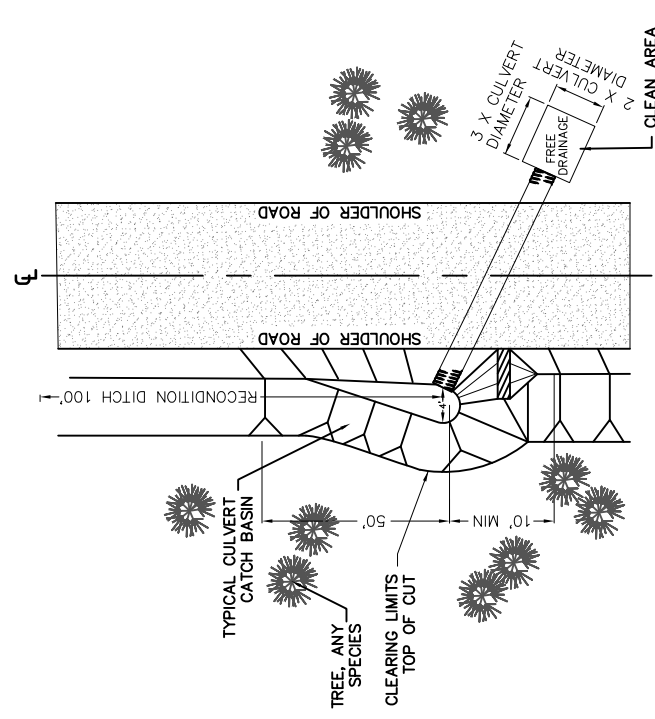 ℄
SHOULDER OF ROAD
SHOULDER OF ROAD
RECONDITION DITCH 100'
4'
50'
10' MIN
TYPICAL CULVERT
CATCH BASIN
TREE, ANY
SPECIES
CLEARING LIMITS
TOP OF CUT
3 X CULVERT
DIAMETER
2 X CULVERT
DIAMETER
FREE
DRAINAGE
CLEAN AREA